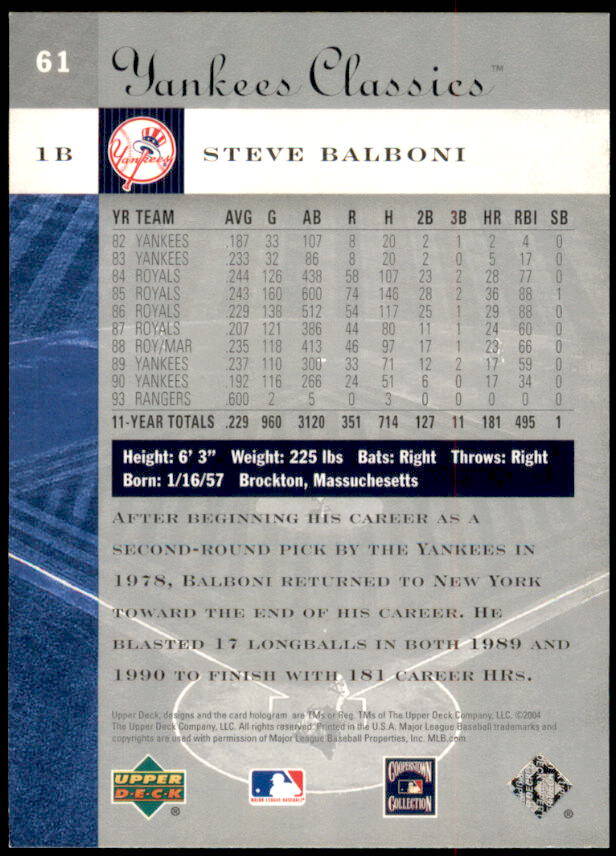 61
Yankees Classics™
1B
Yankees
STEVE BALBONI
YR TEAM AVG G AB R H 2B 3B HR RBI SB
82 YANKEES .187 33 107 8 20 2 1 2 4 0
83 YANKEES .233 32 86 8 20 2 0 5 17 0
84 ROYALS .244 126 438 58 107 23 2 28 77 0
85 ROYALS .243 160 600 74 146 28 2 36 88 1
86 ROYALS .229 138 512 54 117 25 1 29 88 0
87 ROYALS .207 121 386 44 80 11 1 24 60 0
88 ROY/MAR .235 118 413 46 97 17 1 23 66 0
89 YANKEES .237 110 300 33 71 12 2 17 59 0
90 YANKEES .192 116 266 24 51 6 0 17 34 0
93 RANGERS .600 2 5 0 3 0 0 0 0 0
11-YEAR TOTALS .229 960 3120 351 714 127 11 181 495 1
Height: 6' 3" Weight: 225 lbs Bats: Right Throws: Right
Born: 1/16/57 Brockton, Massuchesetts
AFTER BEGINNING HIS CAREER AS A
SECOND-ROUND PICK BY THE YANKEES IN
1978, BALBONI RETURNED TO NEW YORK
TOWARD THE END OF HIS CAREER. HE
BLASTED 17 LONGBALLS IN BOTH 1989 AND
1990 TO FINISH WITH 181 CAREER HRS.
Upper Deck, designs and the card hologram are TMs or Reg. TMs of The Upper Deck Company, LLC. ©2004
The Upper Deck Company, LLC. All rights reserved. Printed in the U.S.A. Major League Baseball trademarks and
copyrights are used with permission of Major League Baseball Properties, Inc. MLB.com
UPPER DECK ®
MAJOR LEAGUE BASEBALL
COOPERSTOWN COLLECTION
®